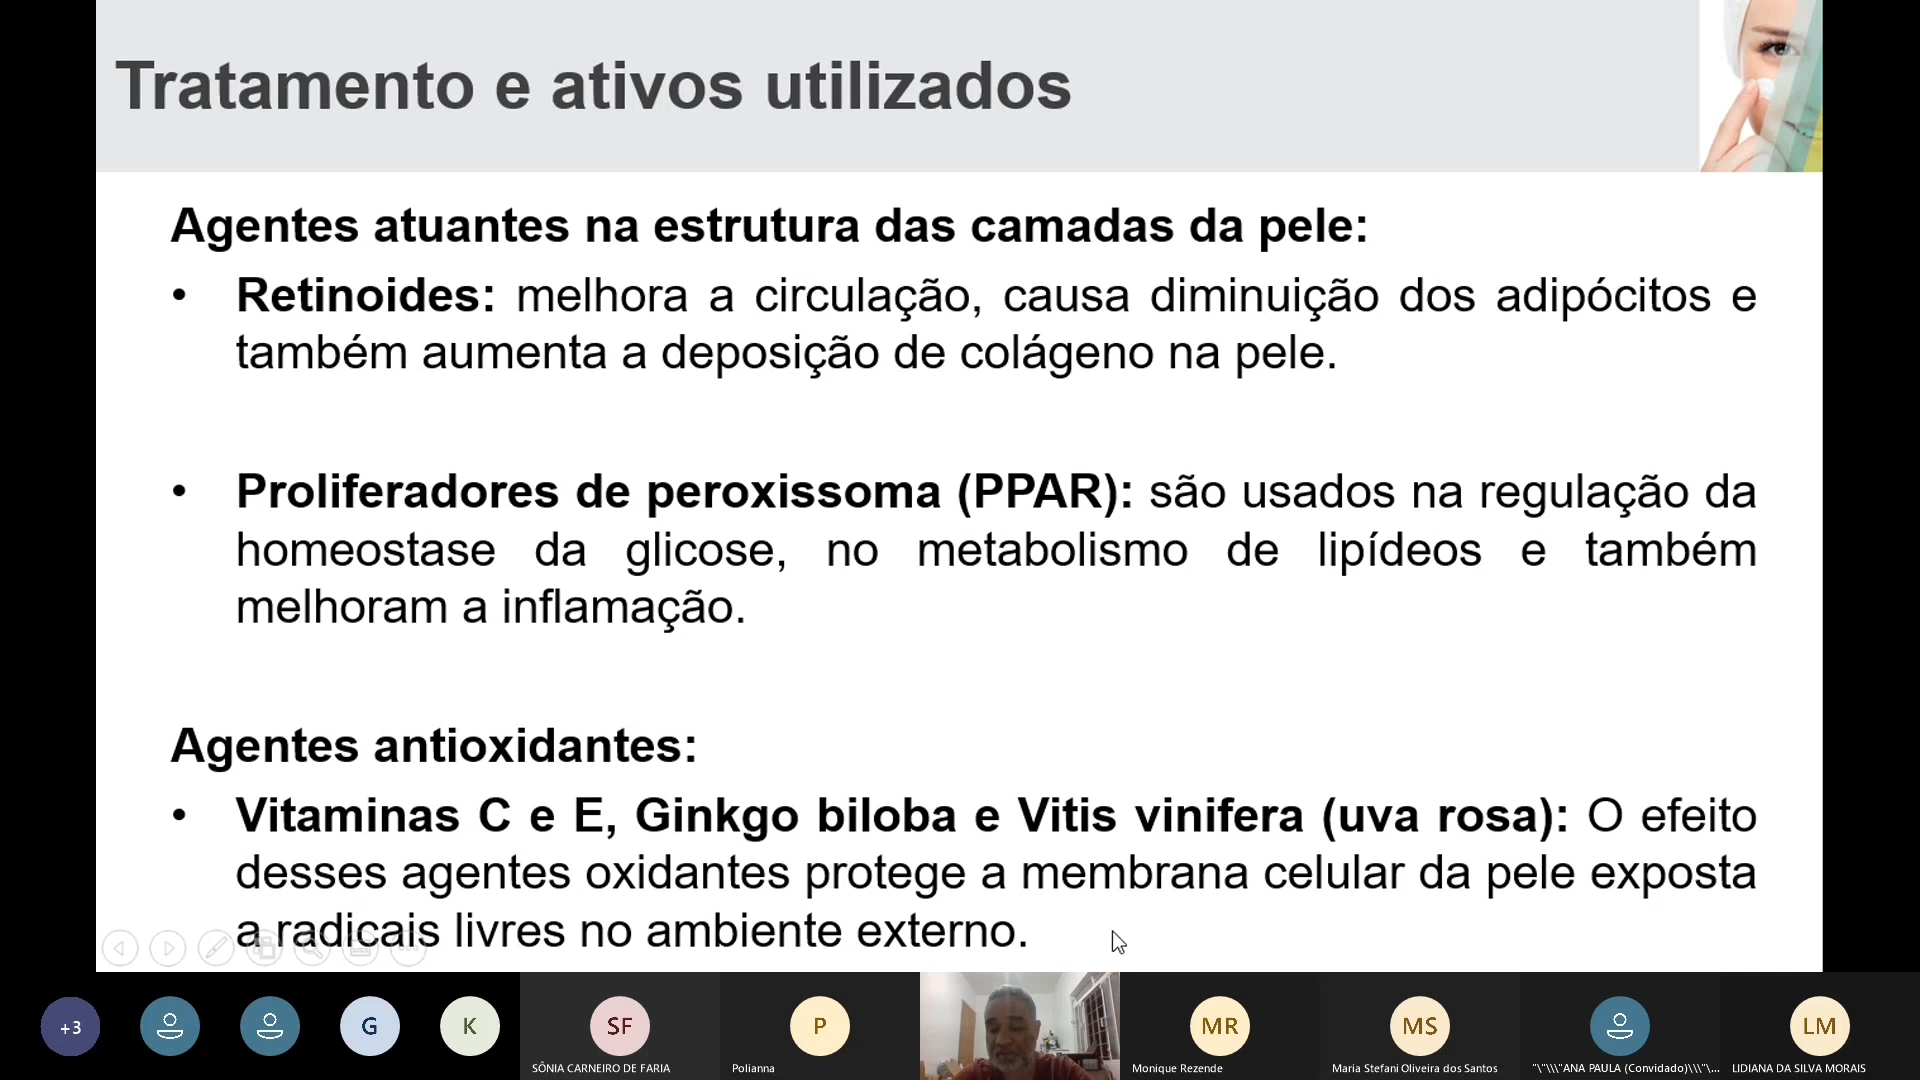 Tratamento e ativos utilizados
Agentes atuantes na estrutura das camadas da pele:
• Retinoides: melhora a circulação, causa diminuição dos adipócitos e
também aumenta a deposição de colágeno na pele.
• Proliferadores de peroxissoma (PPAR): são usados na regulação da
homeostase da glicose, no metabolismo de lipídeos e também
melhoram a inflamação.
Agentes antioxidantes:
• Vitaminas C e E, Ginkgo biloba e Vitis vinifera (uva rosa): O efeito
desses agentes oxidantes protege a membrana celular da pele exposta
a radicais livres no ambiente externo.
+3
G
K
SF
P
MR
MS
LM
SÔNIA CARNEIRO DE FARIA
Polianna
Monique Rezende
Maria Stefani Oliveira dos Santos
"\"\\\"ANA PAULA (Convidado)\\\"\...
LIDIANA DA SILVA MORAIS